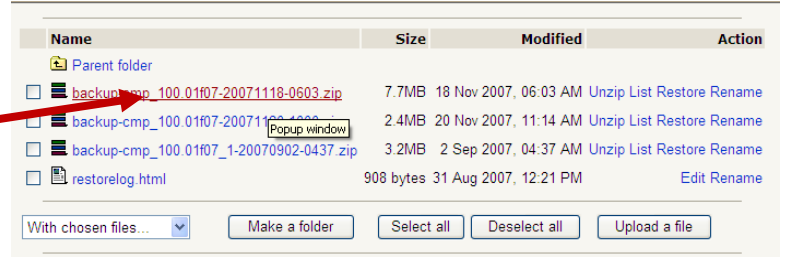 Name Size Modified Action
Parent folder
backup-cmp_100.01f07-20071118-0603.zip 7.7MB 18 Nov 2007, 06:03 AM Unzip List Restore Rename
2.4MB 20 Nov 2007, 11:14 AM Unzip List Restore Rename
Popup window
backup-cmp_100.01f07_1-20070902-0437.zip 3.2MB 2 Sep 2007, 04:37 AM Unzip List Restore Rename
restorelog.html 908 bytes 31 Aug 2007, 12:21 PM Edit Rename
With chosen files... Make a folder Select all Deselect all Upload a file